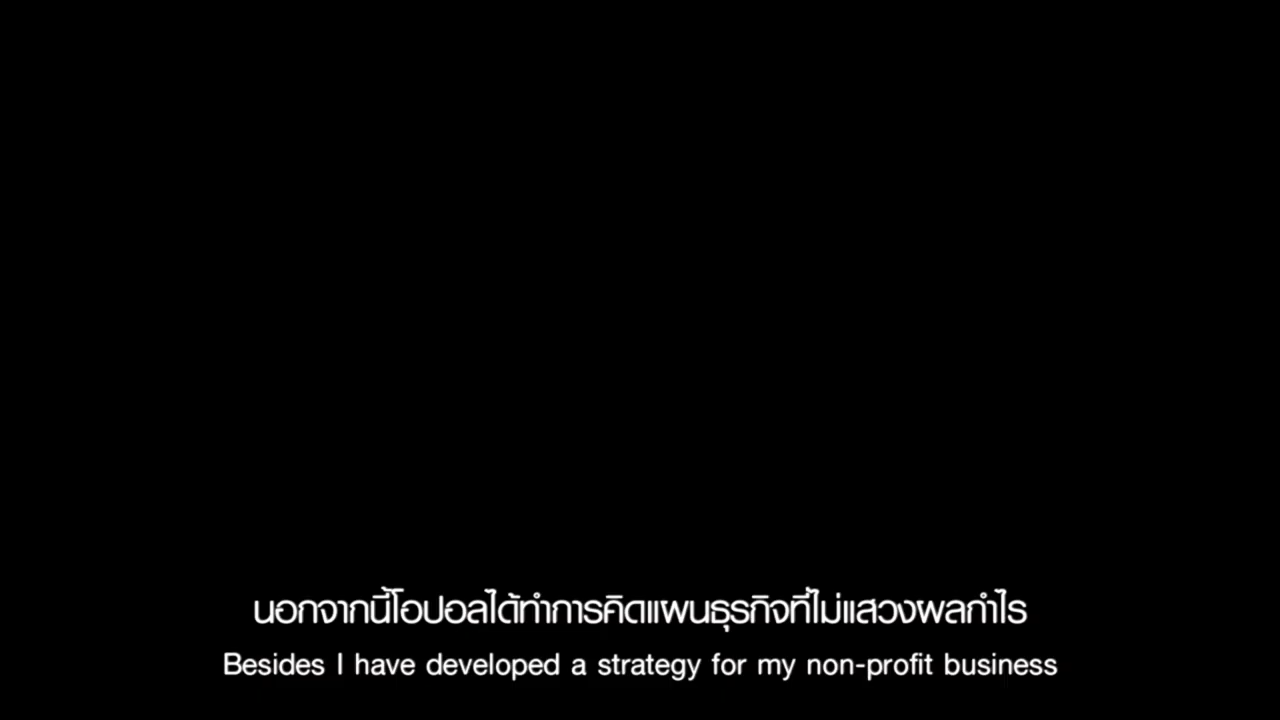 นอกจากนี้โอปอลได้ทำการคิดแผนธุรกิจที่ไม่แสวงผลกำไร
Besides I have developed a strategy for my non-profit business